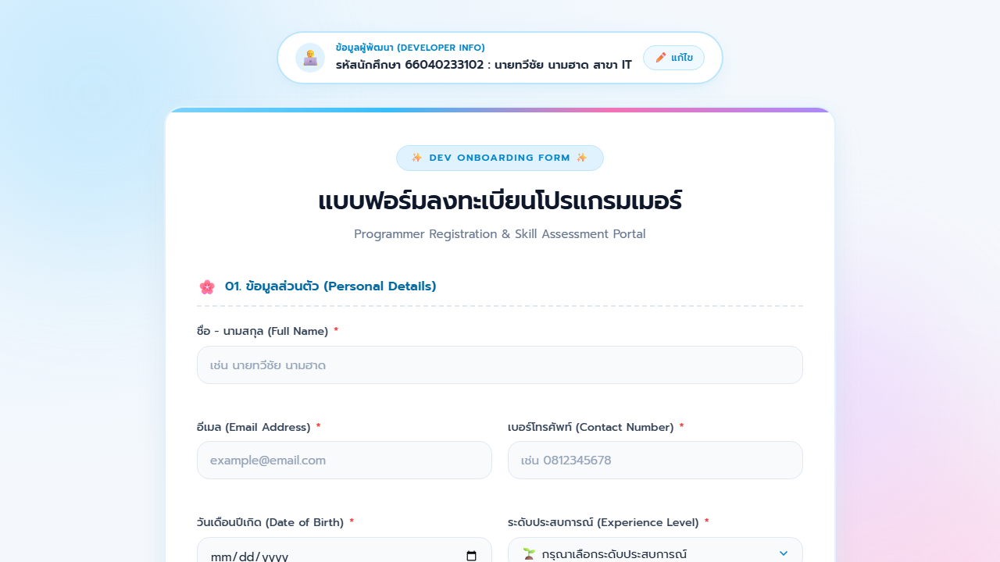 ข้อมูลผู้พัฒนา (DEVELOPER INFO)
รหัสนักศึกษา 66040233102 : นายทวีชัย นามฮาด สาขา IT
แก้ไข
DEV ONBOARDING FORM
แบบฟอร์มลงทะเบียนโปรแกรมเมอร์
Programmer Registration & Skill Assessment Portal
01. ข้อมูลส่วนตัว (Personal Details)
ชื่อ - นามสกุล (Full Name) *
เช่น นายทวีชัย นามฮาด
อีเมล (Email Address) *
example@email.com
เบอร์โทรศัพท์ (Contact Number) *
เช่น 0812345678
วันเดือนปีเกิด (Date of Birth) *
mm/dd/yyyy
ระดับประสบการณ์ (Experience Level) *
กรุณาเลือกระดับประสบการณ์